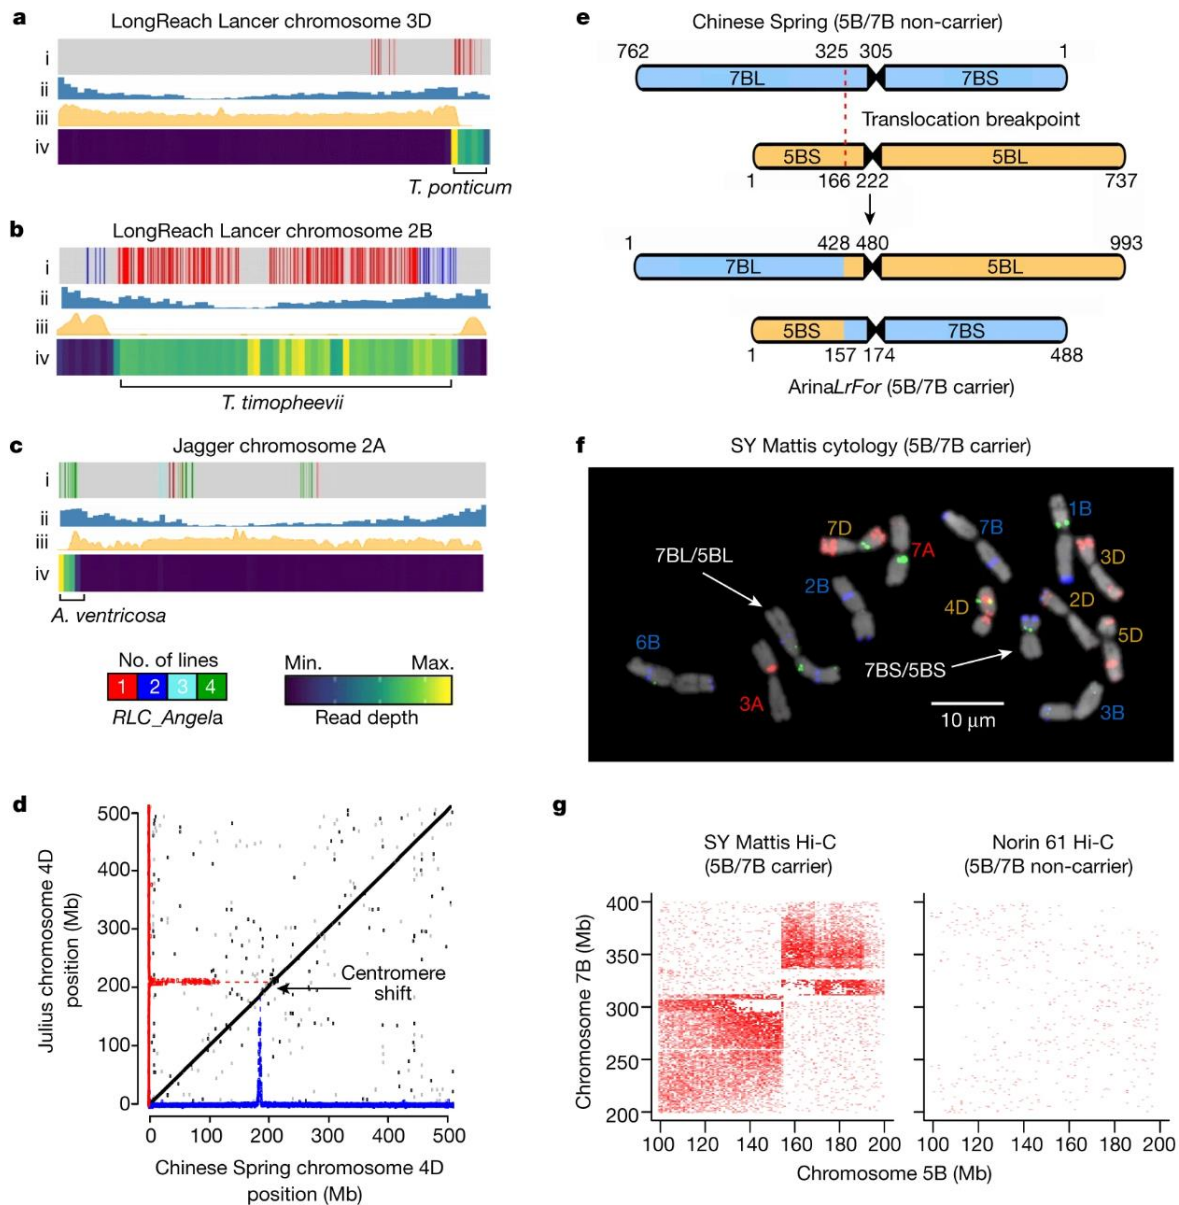 a
LongReach Lancer chromosome 3D
i
ii
iii
iv
T. ponticum
b
LongReach Lancer chromosome 2B
i
ii
iii
iv
T. timopheevii
c
Jagger chromosome 2A
i
ii
iii
iv
A. ventricosa
No. of lines
1 2 3 4
RLC_Angela
Min. Max.
Read depth
d
Julius chromosome 4D
position (Mb)
500
400
300
200
100
0
Centromere
shift
0 100 200 300 400 500
Chinese Spring chromosome 4D
position (Mb)
e
Chinese Spring (5B/7B non-carrier)
762 325 305 1
7BL 7BS
Translocation breakpoint
5BS 5BL
1 166 222 737
1 428 480 993
7BL 5BL
5BS 7BS
1 157 174 488
ArinaLrFor (5B/7B carrier)
f
SY Mattis cytology (5B/7B carrier)
7BL/5BL
7D
7A
7B
1B
3D
2B
4D
2D
5D
6B
3A
7BS/5BS
3B
10 µm
g
SY Mattis Hi-C
(5B/7B carrier)
Norin 61 Hi-C
(5B/7B non-carrier)
Chromosome 7B (Mb)
400
350
300
250
200
100 120 140 160 180 200
100 120 140 160 180 200
Chromosome 5B (Mb)